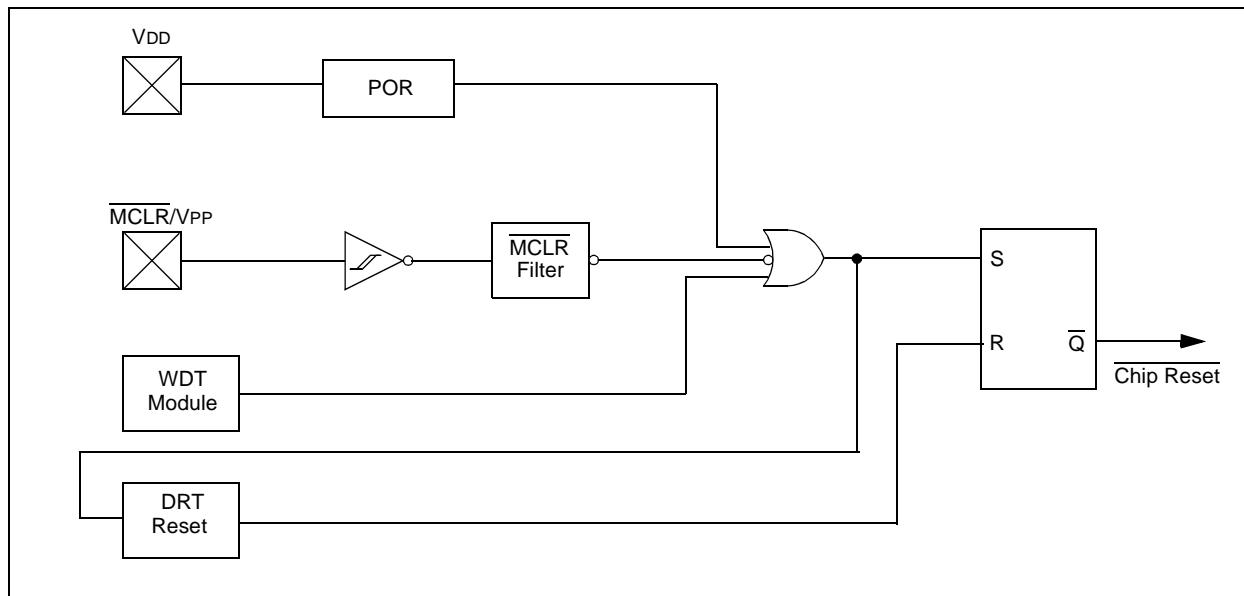 VDD
POR
MCLR/VPP
MCLR
Filter
WDT
Module
DRT
Reset
S
R
Q
Chip Reset